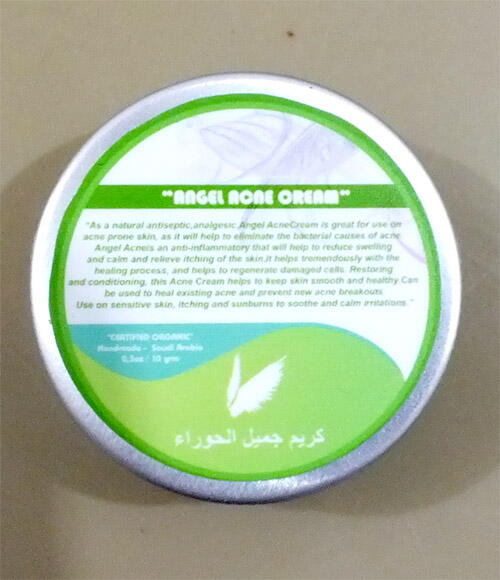 "ANGEL ACNE CREAM"
"As a natural antiseptic,analgesic,Angel AcneCream is great for use on
acne prone skin, as it will help to eliminate the bacterial causes of acne
Angel Acneis an anti-inflammatory that will help to reduce swelling
and calm and relieve itching of the skin,it helps tremendously with the
healing process, and helps to regenerate damaged cells. Restoring
and conditioning, this Acne Cream helps to keep skin smooth and healthy.Can
be used to heal existing acne and prevent new acne breakouts.
Use on sensitive skin, itching and sunburns to soothe and calm irritations."
"CERTIFIED ORGANIC"
Handmade - Saudi Arabia
0,3oz / 10 grm
كريم جميل الحوراء